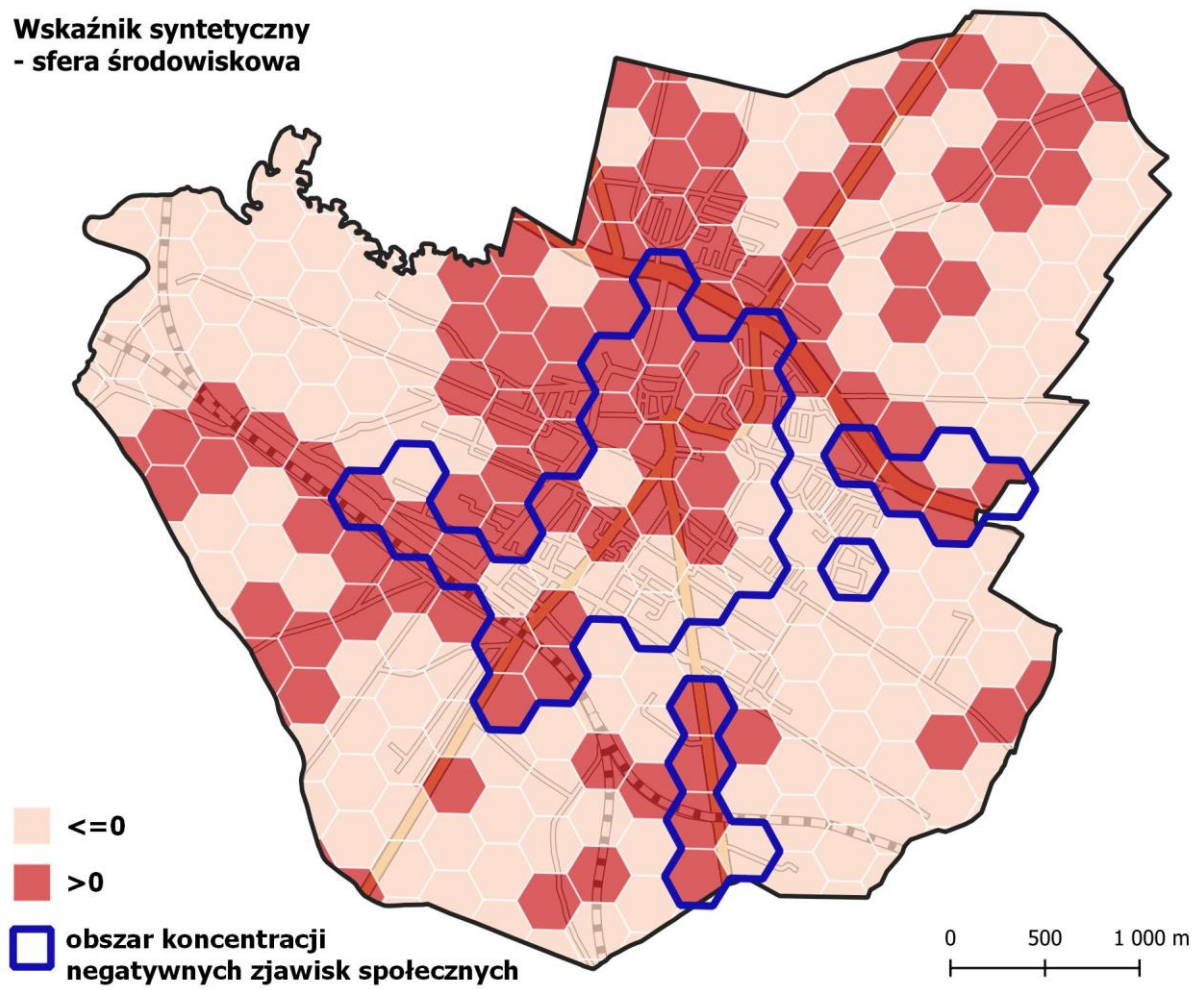 Wskaźnik syntetyczny
- sfera środowiskowa
<=0
>0
obszar koncentracji
negatywnych zjawisk społecznych
0 500 1 000 m